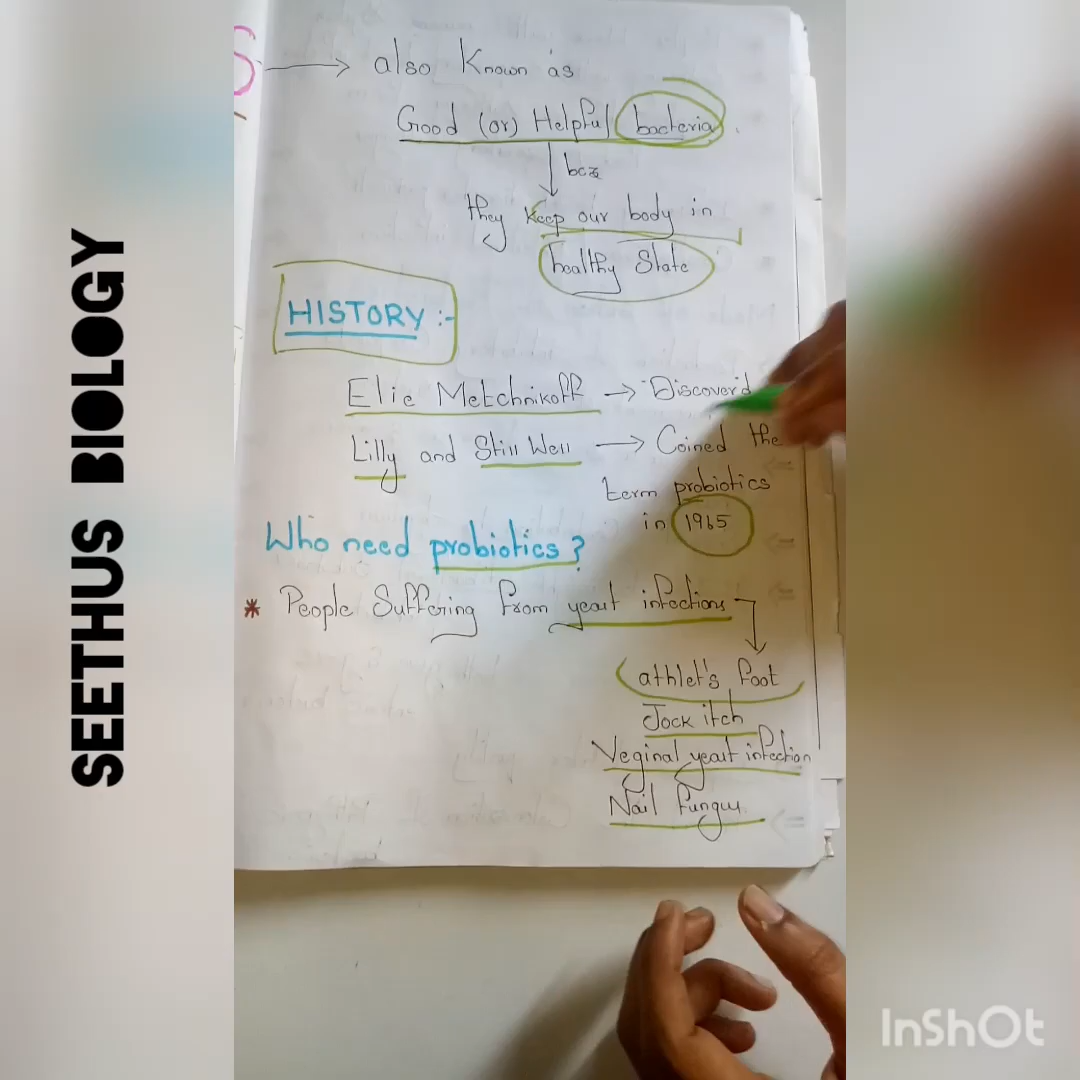 S → also Known as
Good (or) Helpful bacteria.
bcz
they keep our body in
healthy State
HISTORY :-
Elie Metchnikoff → Discover'd
Lilly and Still Well → Coined the
term probiotics
in 1965
Who need probiotics?
* People Suffering from yeast infections
athlet's foot
Jock itch
Veginal yeast infection
Nail fungus
SEETHUS BIOLOGY
InShOt